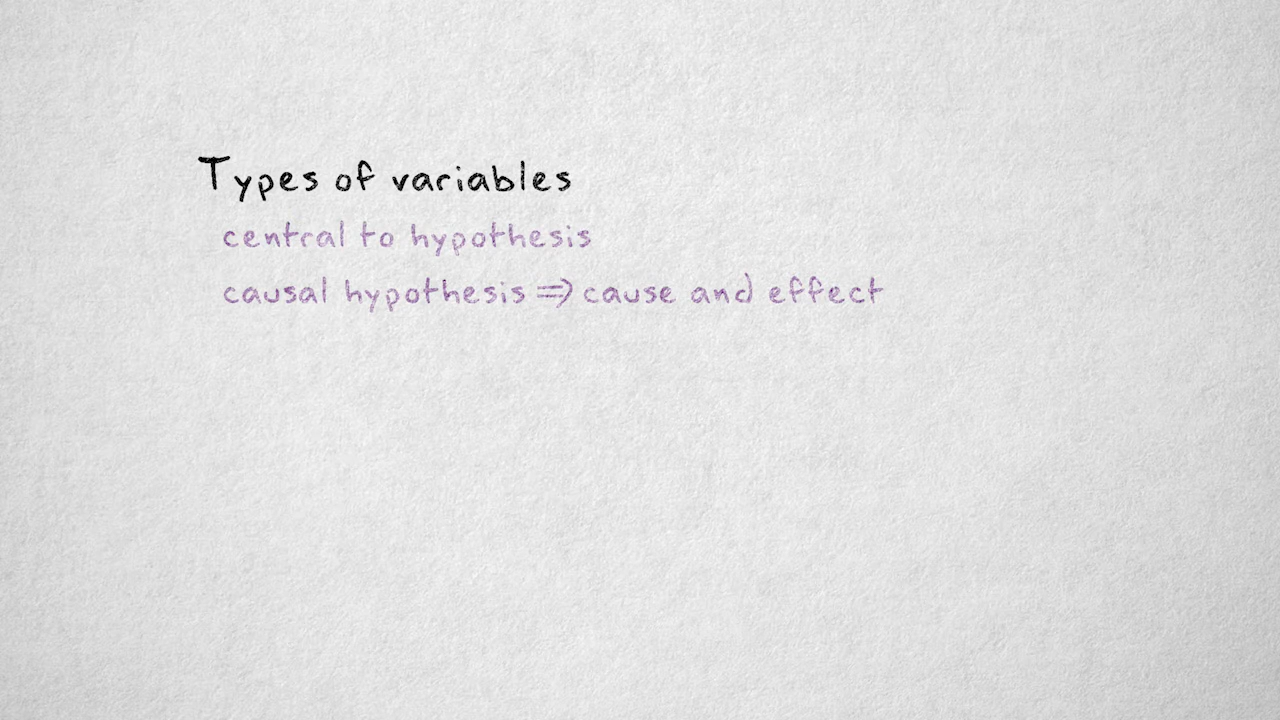 Types of variables
central to hypothesis
causal hypothesis ⇒ cause and effect